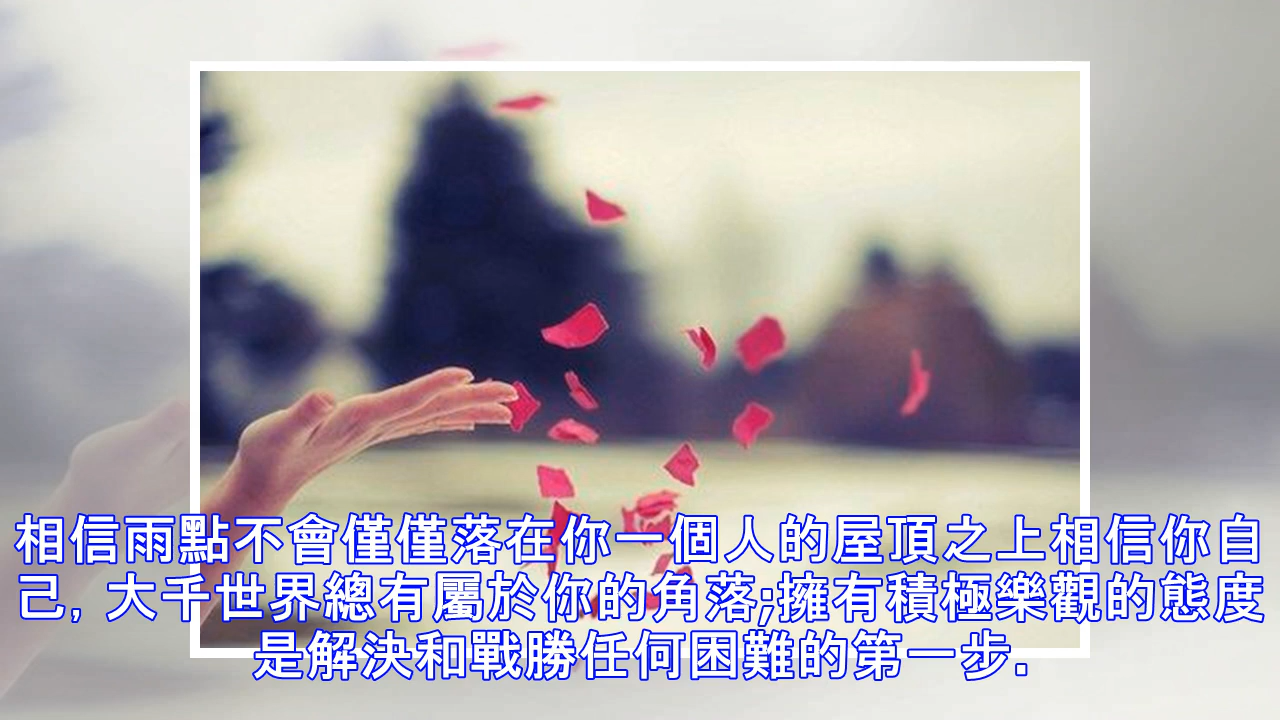 相信雨點不會僅僅落在你一個人的屋頂之上相信你自
己, 大千世界總有屬於你的角落;擁有積極樂觀的態度
是解決和戰勝任何困難的第一步.